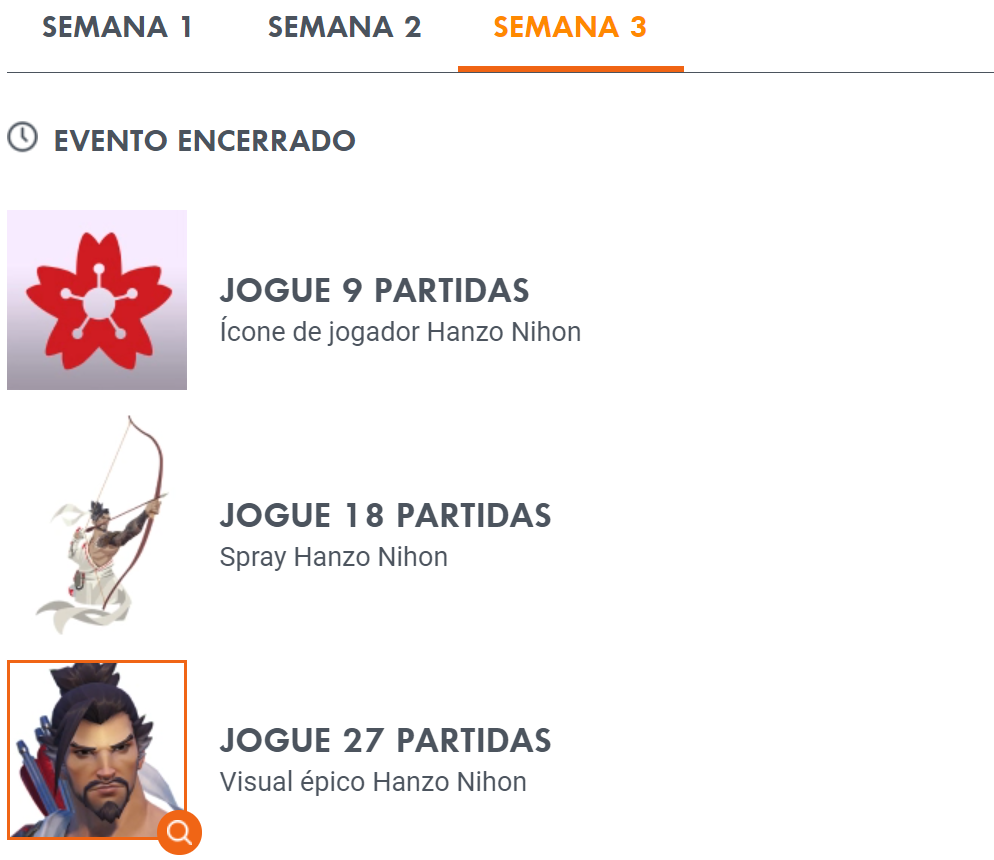 SEMANA 1
SEMANA 2
SEMANA 3
EVENTO ENCERRADO
JOGUE 9 PARTIDAS
Ícone de jogador Hanzo Nihon
JOGUE 18 PARTIDAS
Spray Hanzo Nihon
JOGUE 27 PARTIDAS
Visual épico Hanzo Nihon